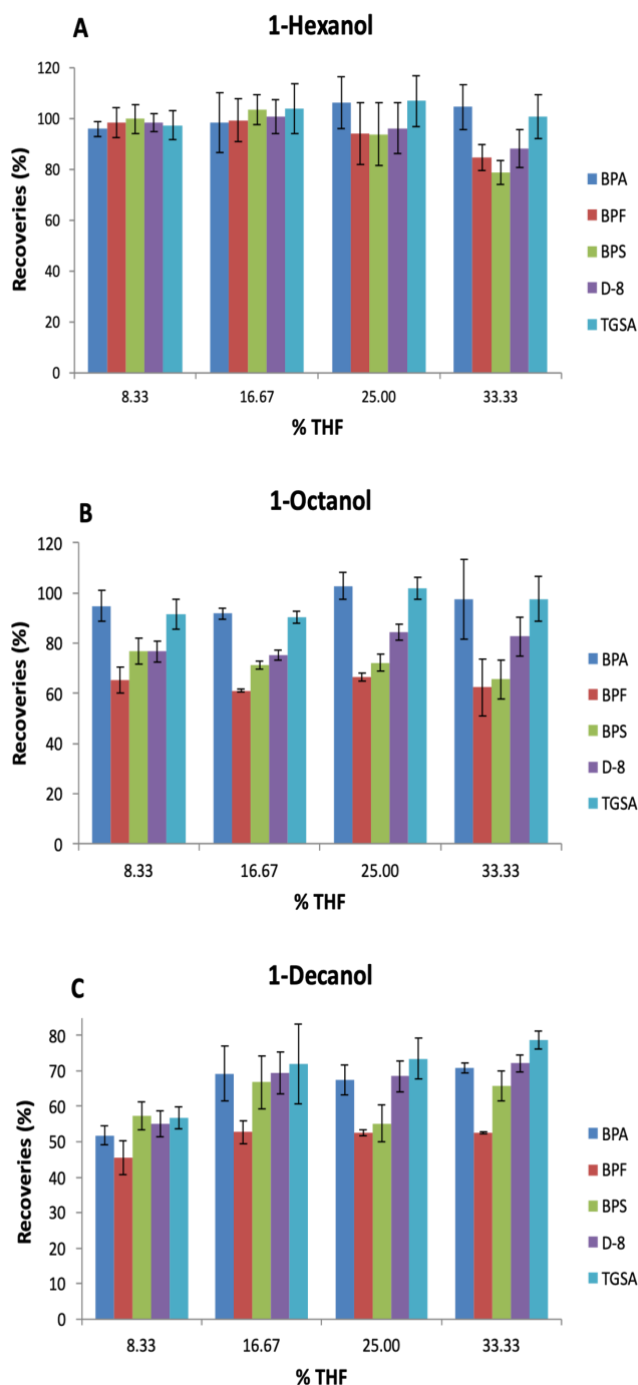 A
1-Hexanol
Recoveries (%)
120
100
80
60
40
20
0
8.33 16.67 25.00 33.33
% THF
BPA
BPF
BPS
D-8
TGSA
B
1-Octanol
Recoveries (%)
120
100
80
60
40
20
0
8.33 16.67 25.00 33.33
% THF
BPA
BPF
BPS
D-8
TGSA
C
1-Decanol
Recoveries (%)
80
70
60
50
40
30
20
10
0
8.33 16.67 25.00 33.33
% THF
BPA
BPF
BPS
D-8
TGSA